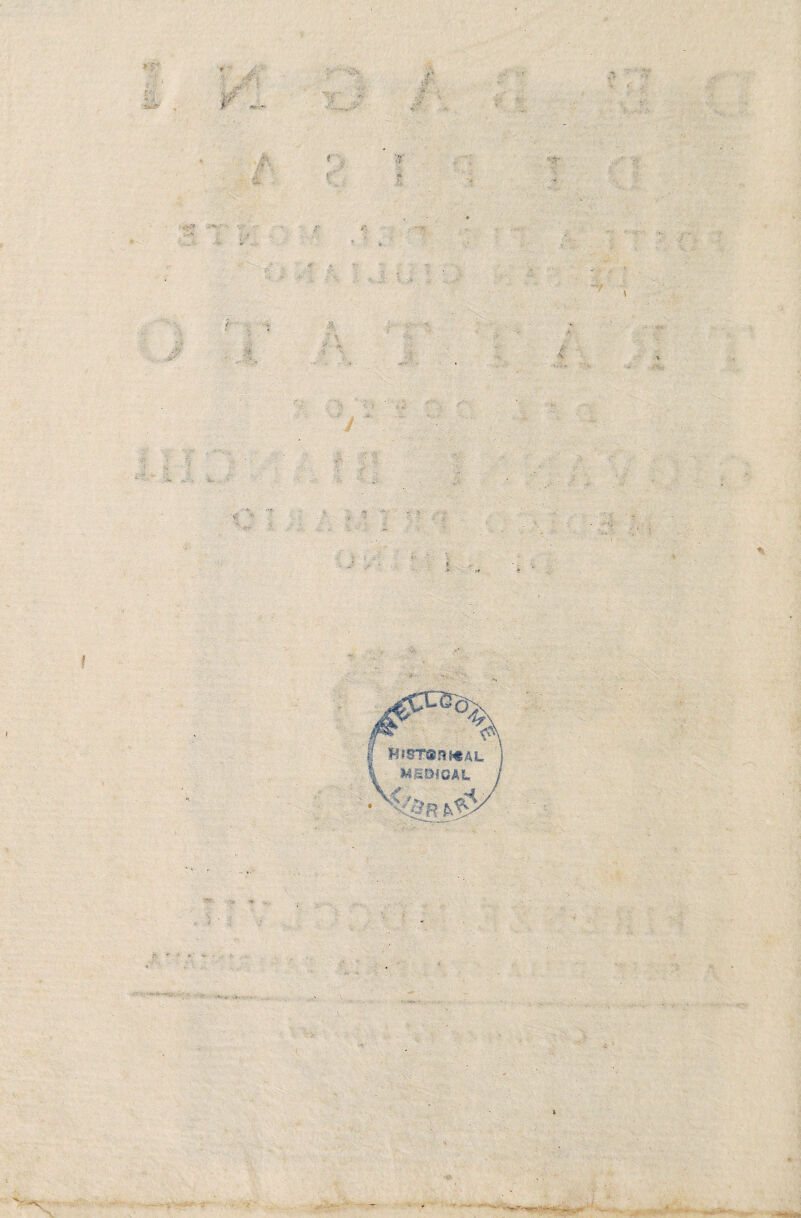 DE BAGNI
DI PISA
POSTI A PIE DEL MONTE
DI SAN GIULIANO
TRATTATO
DEL DOTTOR
GIOVANNI BIANCHI
MEDICO PRIMARIO
DI RIMINO
WELLCOME
HISTORICAL
MEDICAL
LIBRARY
FIRENZE MDCCLVII.
A SPESE DELLA STAMPERIA PAPERINIANA.